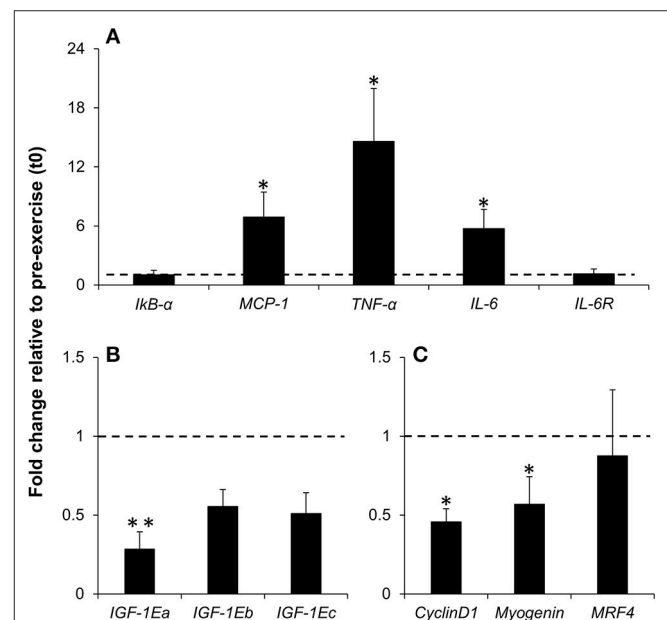 A
24
18
12
6
0
*
*
*
IkB-α MCP-1 TNF-α IL-6 IL-6R
Fold change relative to pre-exercise (t0)
B
1.5
1
0.5
0
**
IGF-1Ea IGF-1Eb IGF-1Ec
C
1.5
1
0.5
0
*
*
CyclinD1 Myogenin MRF4